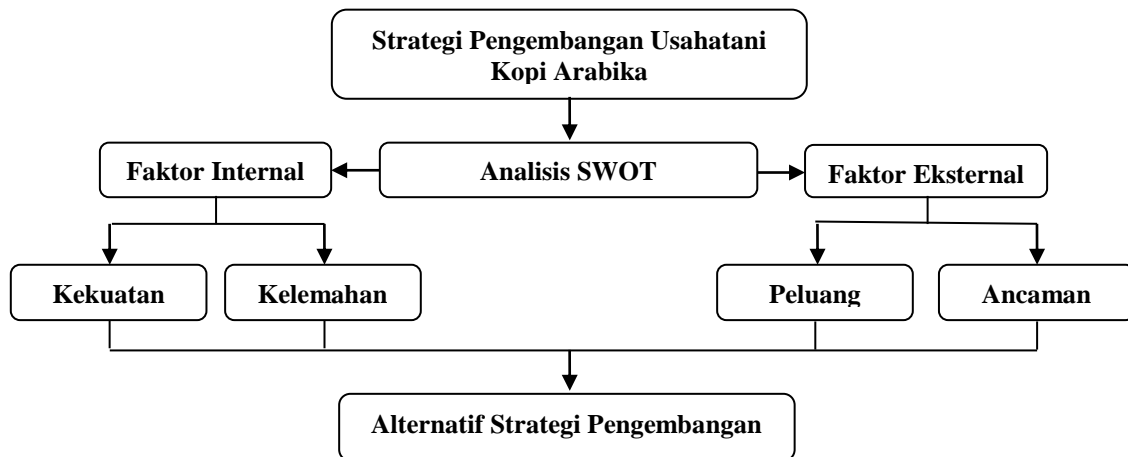 Strategi Pengembangan Usahatani
Kopi Arabika
Faktor Internal
Analisis SWOT
Faktor Eksternal
Kekuatan
Kelemahan
Peluang
Ancaman
Alternatif Strategi Pengembangan